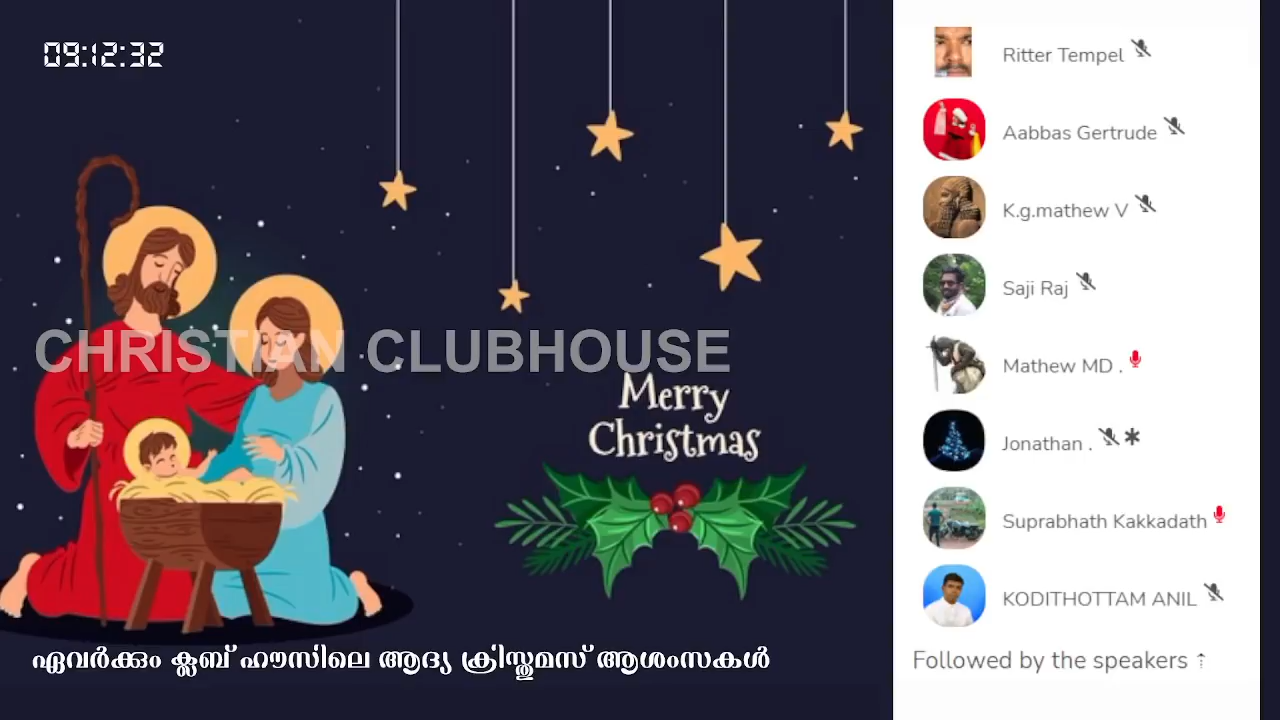 09:12:32
CHRISTIAN CLUBHOUSE
Merry
Christmas
ഏവർക്കും ക്ലബ് ഹൗസിലെ ആദ്യ ക്രിസ്തുമസ് ആശംസകൾ
Ritter Tempel
Aabbas Gertrude
K.g.mathew V
Saji Raj
Mathew MD .
Jonathan .
Suprabhath Kakkadath
KODITHOTTAM ANIL
Followed by the speakers ⇡